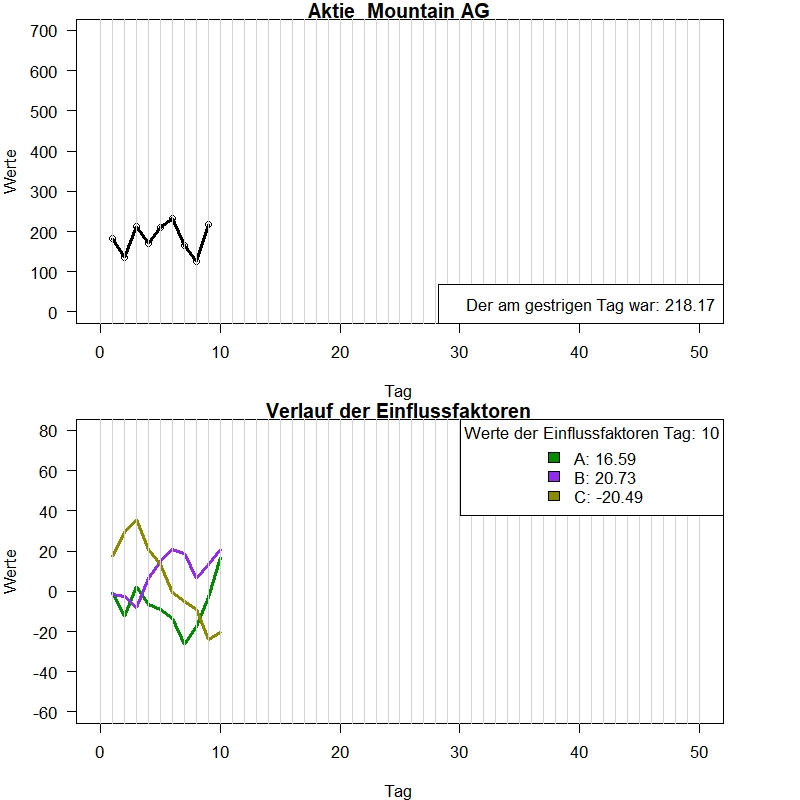 Aktie  Mountain AG
700
600
500
400
300
200
100
0
Werte
Der am gestrigen Tag war: 218.17
0 10 20 30 40 50
Tag
Verlauf der Einflussfaktoren
80
60
40
20
0
-20
-40
-60
Werte
Werte der Einflussfaktoren Tag: 10
A: 16.59
B: 20.73
C: -20.49
0 10 20 30 40 50
Tag